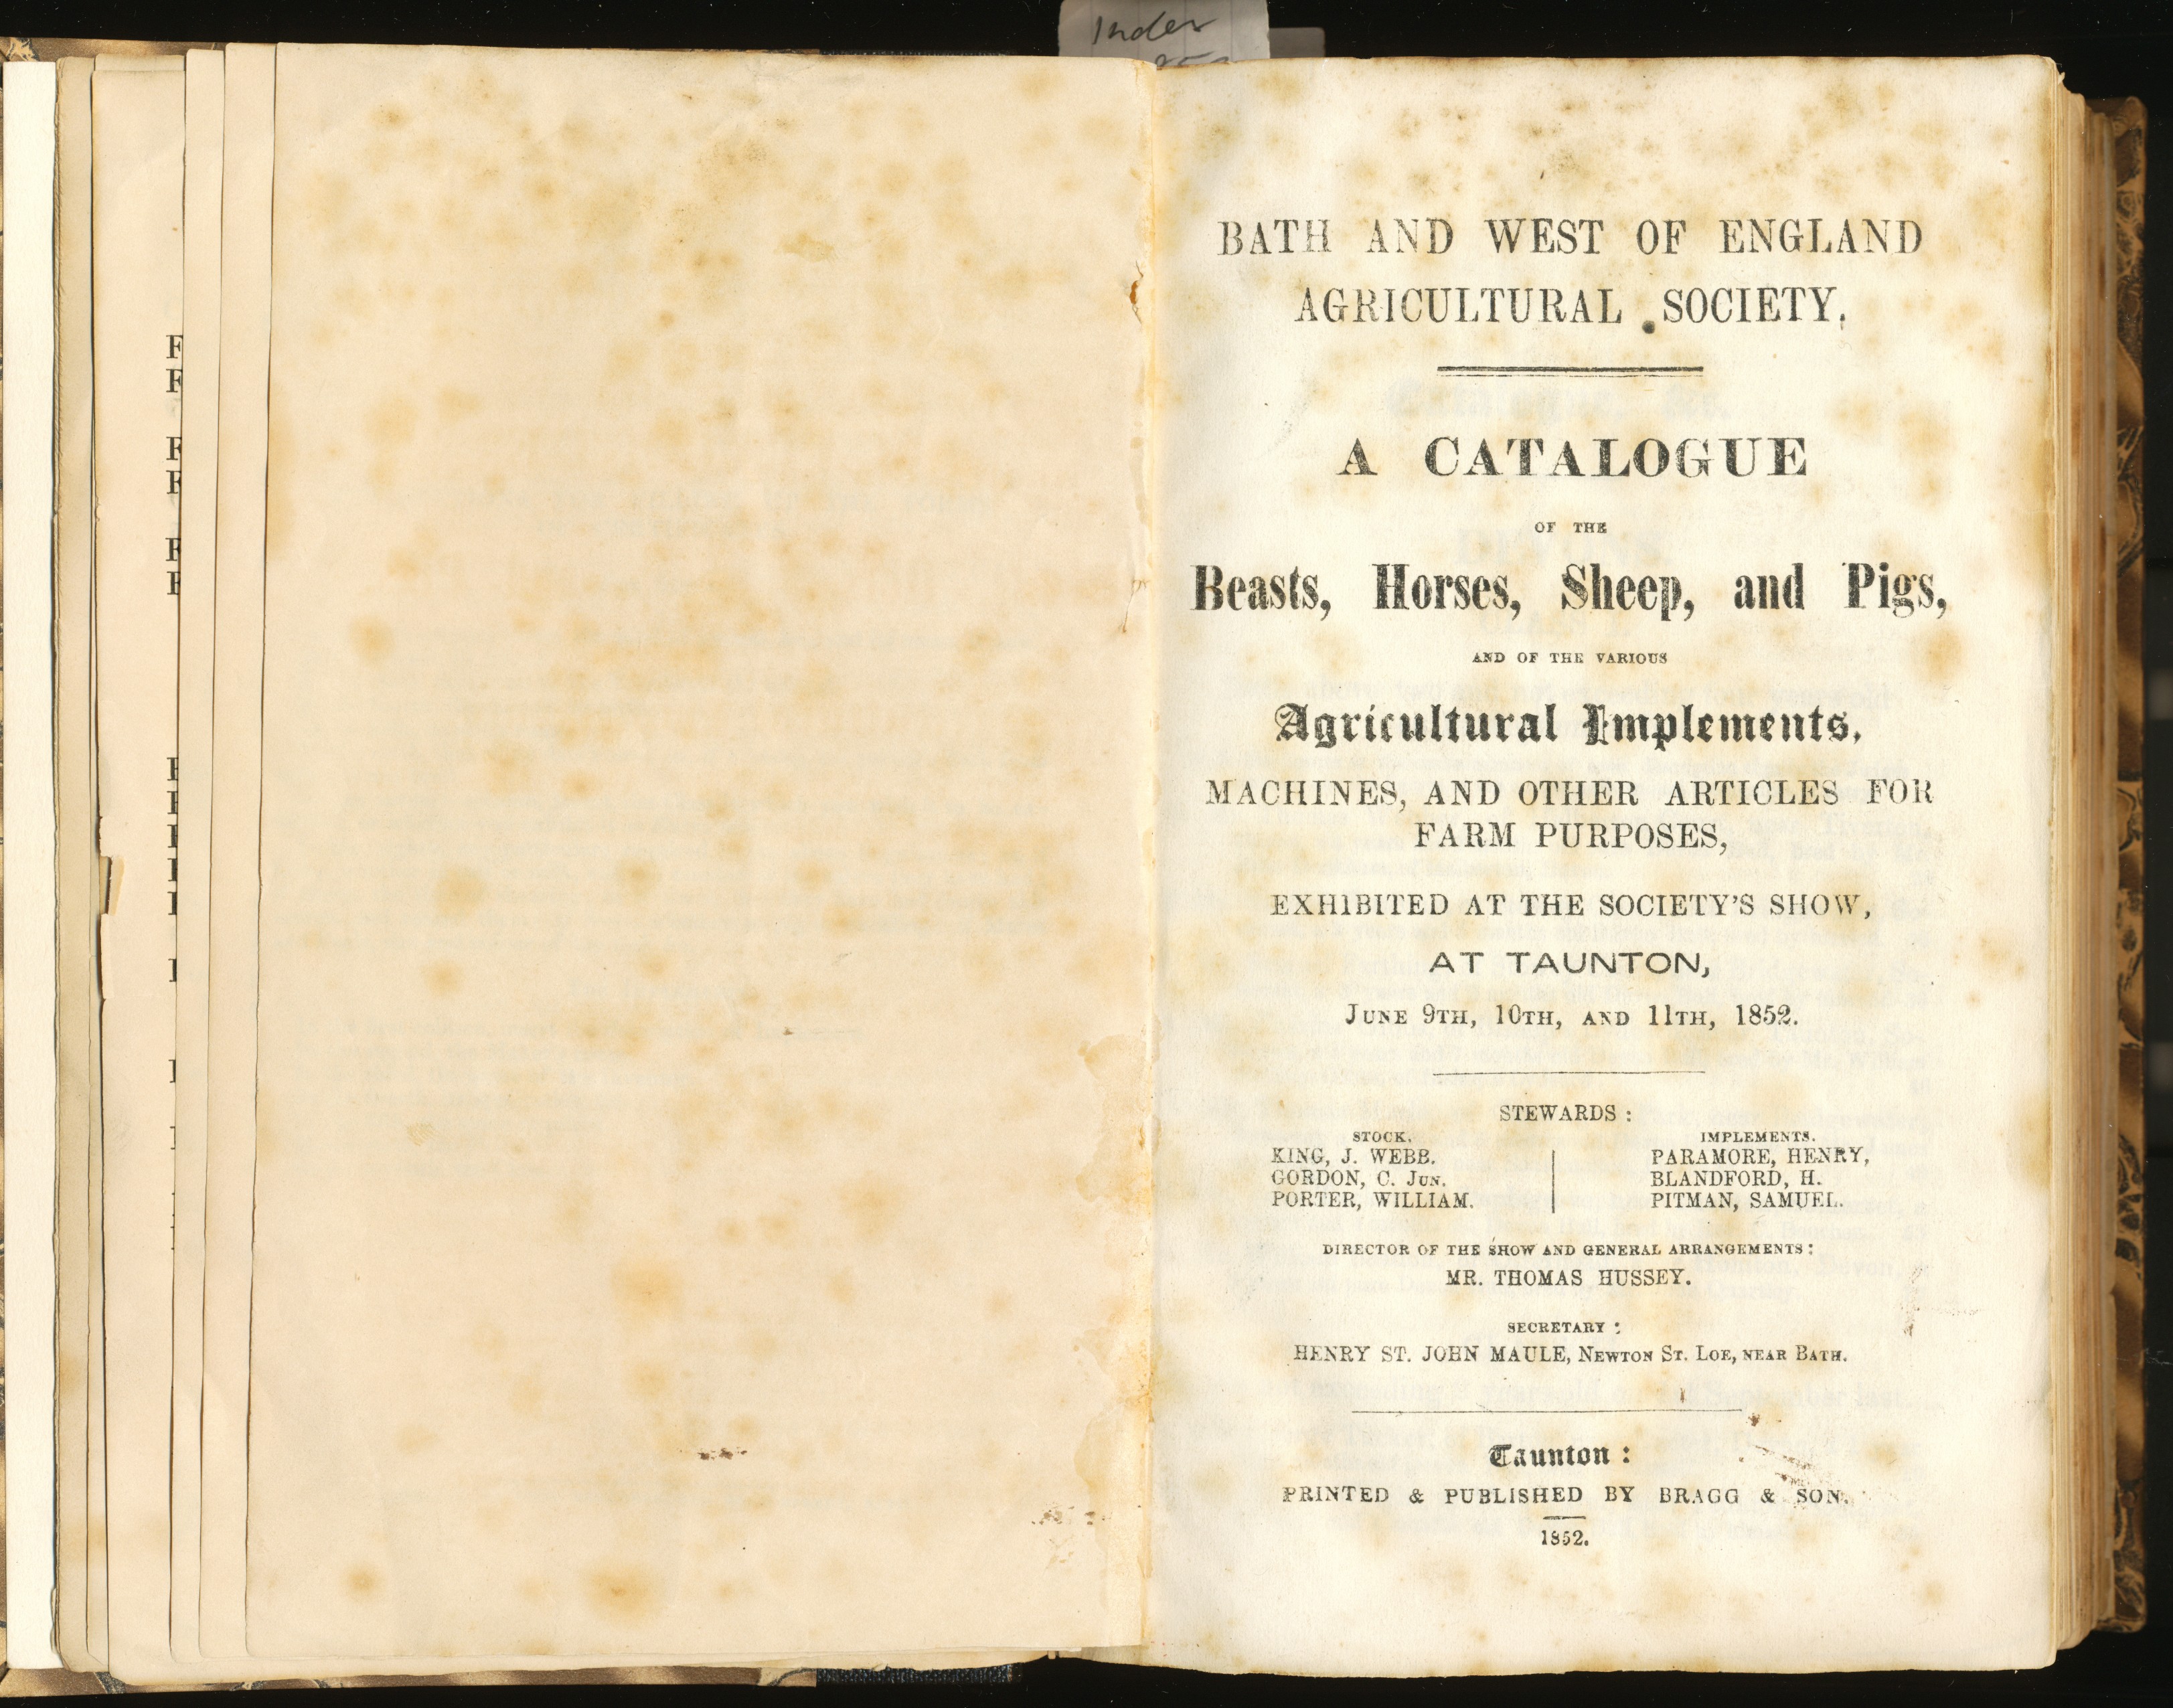 Index
BATH AND WEST OF ENGLAND
AGRICULTURAL SOCIETY.
A CATALOGUE
OF THE
Beasts, Horses, Sheep, and Pigs,
AND OF THE VARIOUS
Agricultural Implements,
MACHINES, AND OTHER ARTICLES FOR
FARM PURPOSES,
EXHIBITED AT THE SOCIETY'S SHOW,
AT TAUNTON,
JUNE 9TH, 10TH, AND 11TH, 1852.
STEWARDS :
STOCK.
KING, J. WEBB.
GORDON, C. JUN.
PORTER, WILLIAM.
IMPLEMENTS.
PARAMORE, HENRY,
BLANDFORD, H.
PITMAN, SAMUEL.
DIRECTOR OF THE SHOW AND GENERAL ARRANGEMENTS :
MR. THOMAS HUSSEY.
SECRETARY :
HENRY ST. JOHN MAULE, NEWTON ST. LOE, NEAR BATH.
Taunton :
PRINTED & PUBLISHED BY BRAGG & SON.
1852.